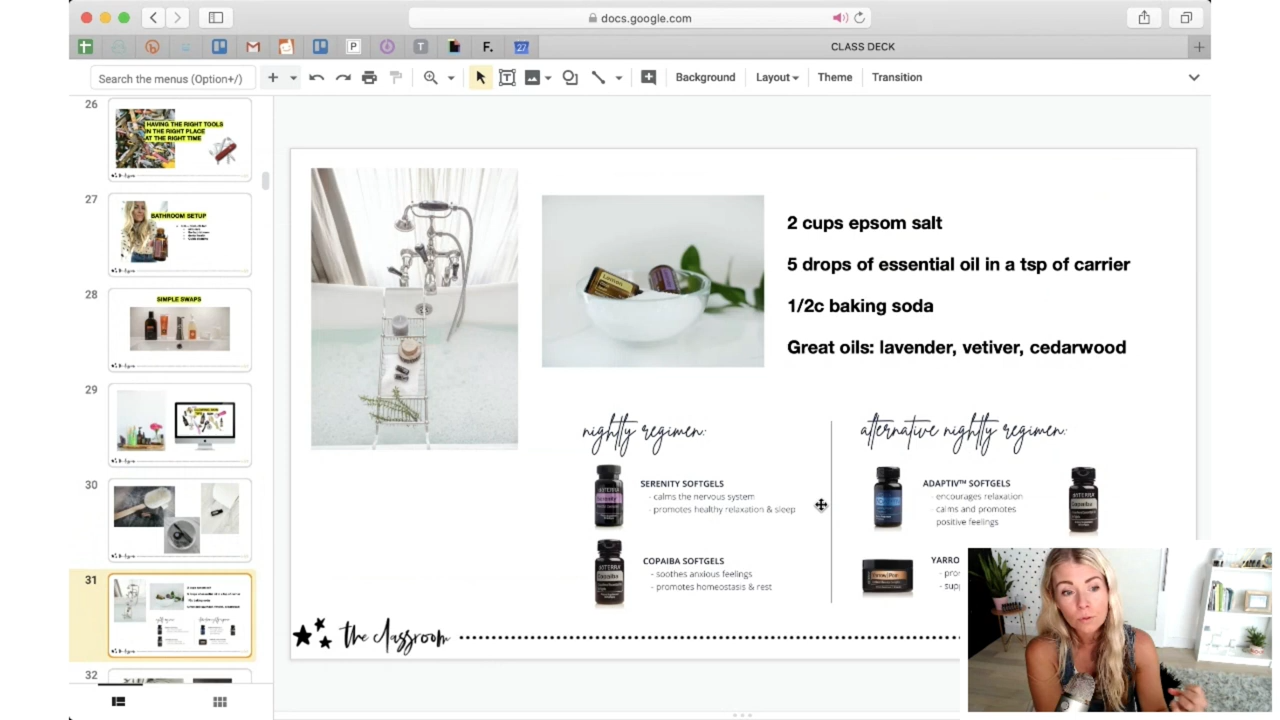 docs.google.com
P
T
F.
27
CLASS DECK
Search the menus (Option+/)
Background
Layout
Theme
Transition
26
HAVING THE RIGHT TOOLS
IN THE RIGHT PLACE
AT THE RIGHT TIME
27
BATHROOM SETUP
28
SIMPLE SWAPS
29
30
31
32
2 cups epsom salt
5 drops of essential oil in a tsp of carrier
1/2c baking soda
Great oils: lavender, vetiver, cedarwood
Lemon
nightly regimen:
SERENITY SOFTGELS
- calms the nervous system
- promotes healthy relaxation & sleep
COPAIBA SOFTGELS
- soothes anxious feelings
- promotes homeostasis & rest
alternative nightly regimen:
ADAPTIV™ SOFTGELS
- encourages relaxation
- calms and promotes
positive feelings
YARRO
- pro
- sup
the classroom